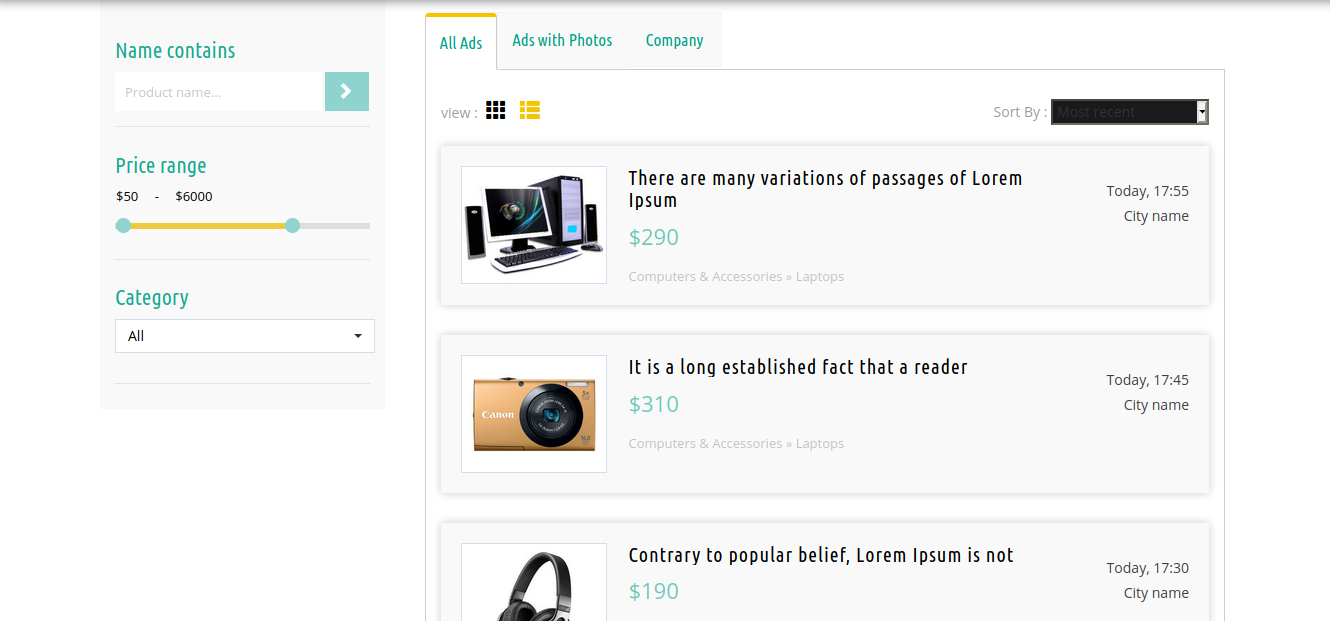 Name contains
Product name...
Price range
$50 - $6000
Category
All
All Ads
Ads with Photos
Company
view :
Sort By :
Most recent
There are many variations of passages of Lorem
Ipsum
$290
Computers & Accessories » Laptops
Today, 17:55
City name
Canon
It is a long established fact that a reader
$310
Computers & Accessories » Laptops
Today, 17:45
City name
Contrary to popular belief, Lorem Ipsum is not
$190
Today, 17:30
City name